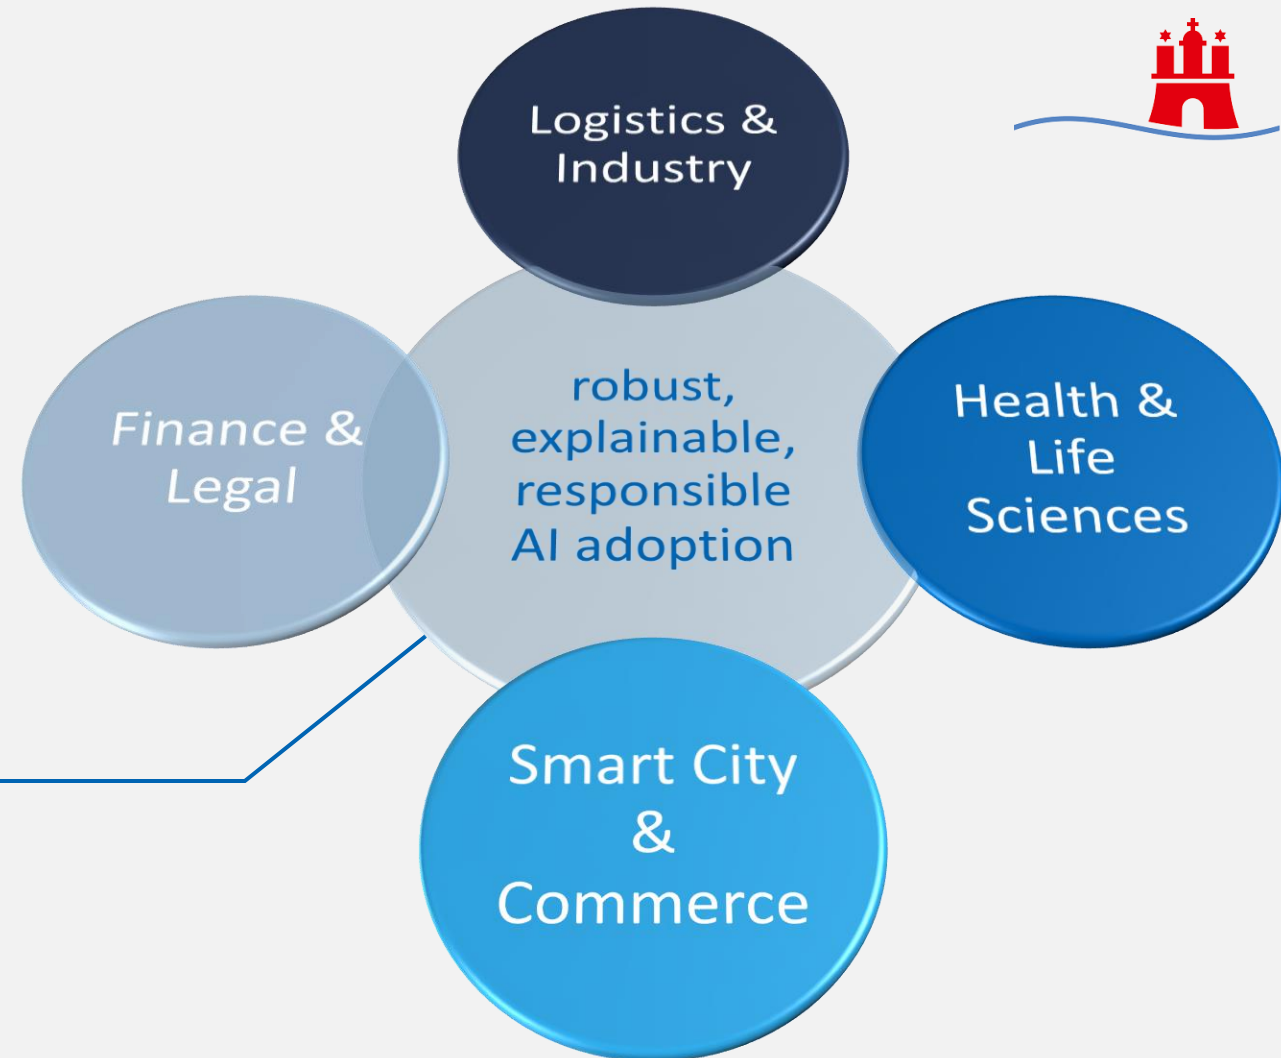 Logistics &
Industry
Finance &
Legal
robust,
explainable,
responsible
AI adoption
Health &
Life
Sciences
Smart City
&
Commerce